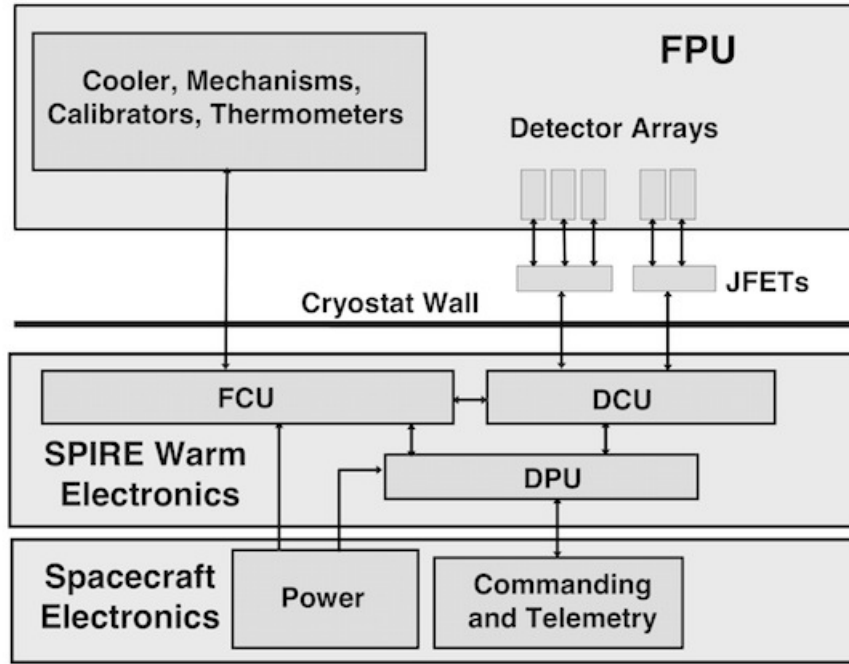 FPU
Cooler, Mechanisms,
Calibrators, Thermometers
Detector Arrays
JFETs
Cryostat Wall
FCU
DCU
SPIRE Warm
Electronics
DPU
Spacecraft
Electronics
Power
Commanding
and Telemetry